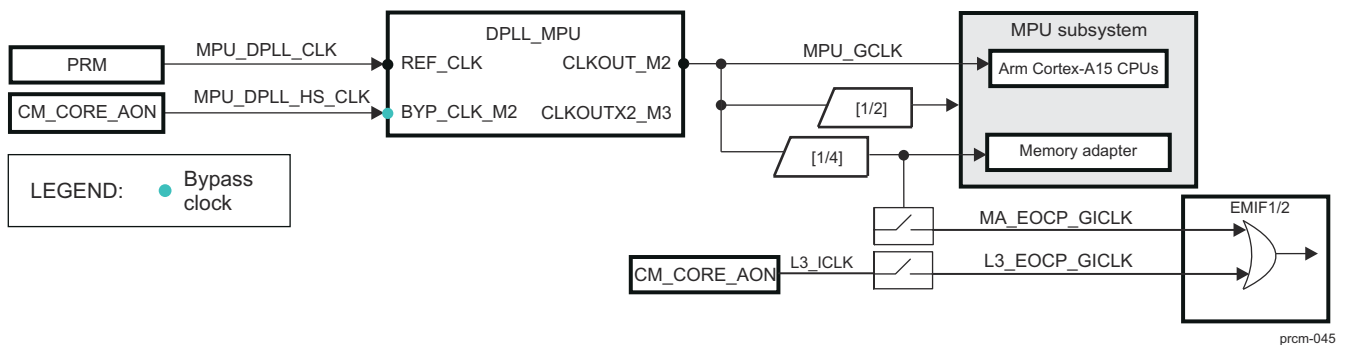 DPLL_MPU
MPU subsystem
PRM
MPU_DPLL_CLK
REF_CLK
CLKOUT_M2
MPU_GCLK
Arm Cortex-A15 CPUs
CM_CORE_AON
MPU_DPLL_HS_CLK
BYP_CLK_M2
CLKOUTX2_M3
[1/2]
[1/4]
Memory adapter
LEGEND:
Bypass
clock
EMIF1/2
MA_EOCP_GICLK
CM_CORE_AON
L3_ICLK
L3_EOCP_GICLK
prcm-045